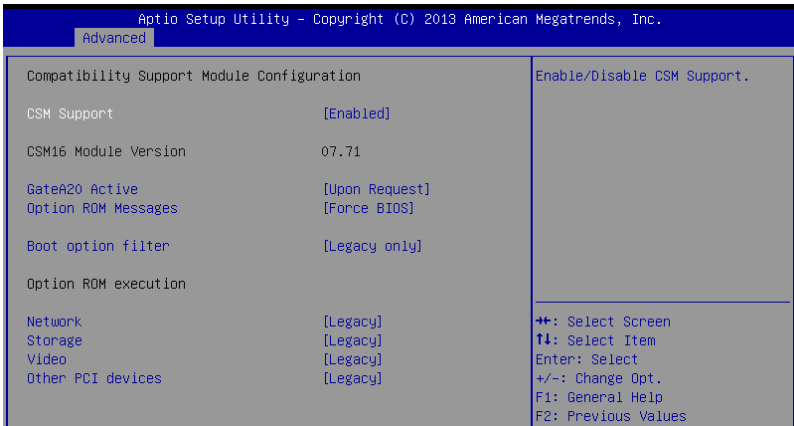 Aptio Setup Utility – Copyright (C) 2013 American Megatrends, Inc.
Advanced
Compatibility Support Module Configuration
CSM Support [Enabled]
CSM16 Module Version 07.71
GateA20 Active [Upon Request]
Option ROM Messages [Force BIOS]
Boot option filter [Legacy only]
Option ROM execution
Network [Legacy]
Storage [Legacy]
Video [Legacy]
Other PCI devices [Legacy]
Enable/Disable CSM Support.
→←: Select Screen
↑↓: Select Item
Enter: Select
+/-: Change Opt.
F1: General Help
F2: Previous Values